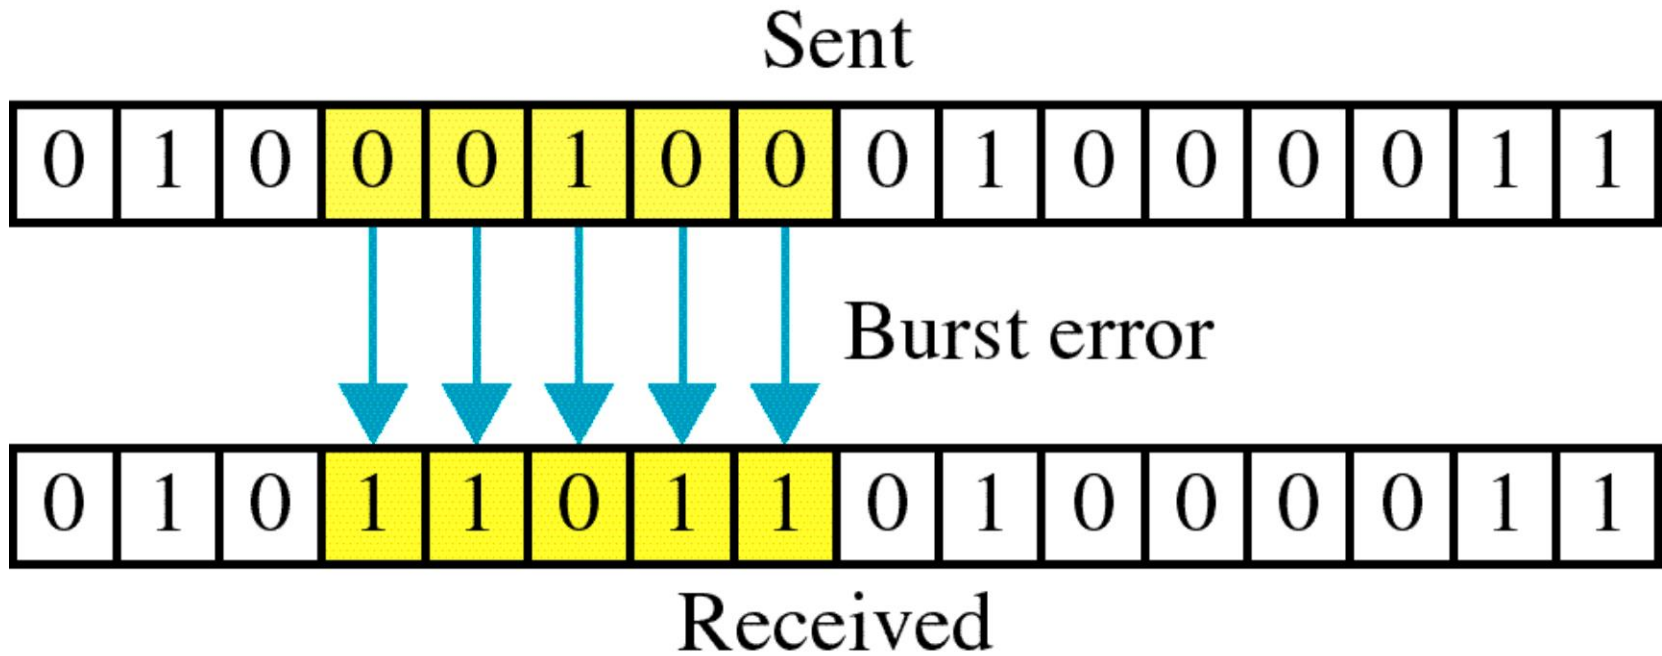 Sent
0 1 0 0 0 1 0 0 0 1 0 0 0 0 1 1
Burst error
0 1 0 1 1 0 1 1 0 1 0 0 0 0 1 1
Received